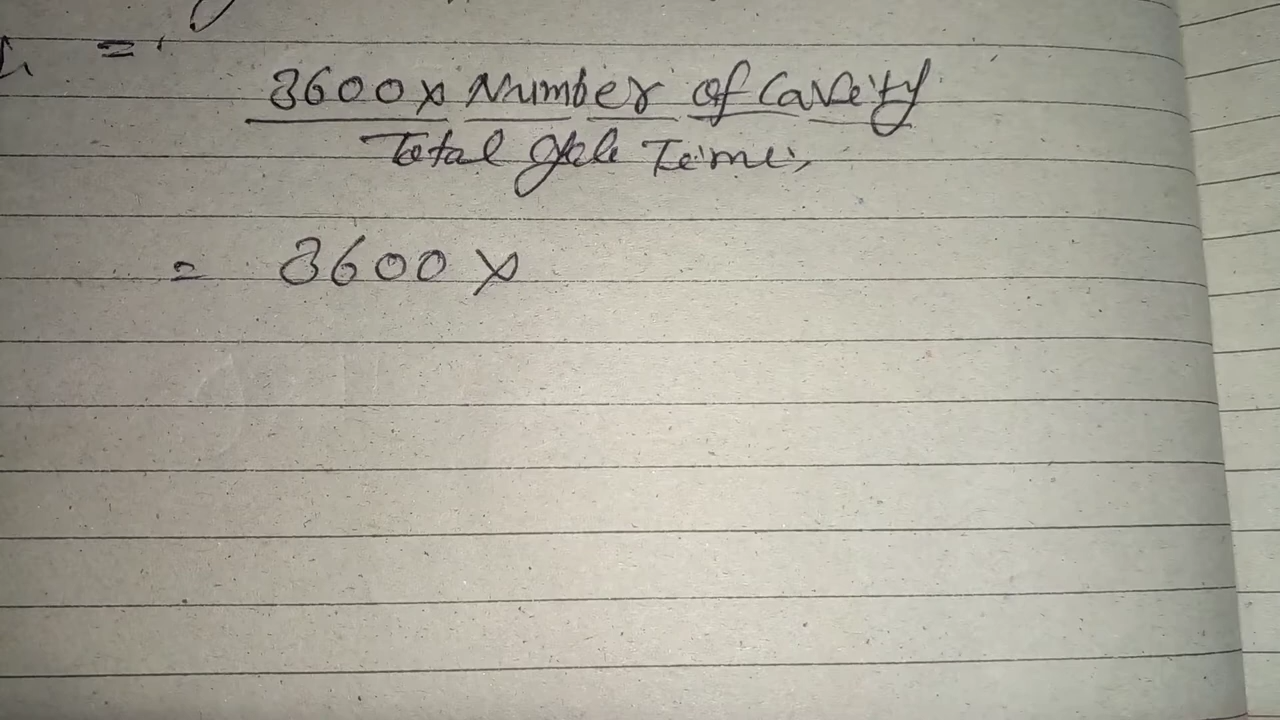 =
3600 x Number of Cavity
Total Cycle Time,
= 3600 x